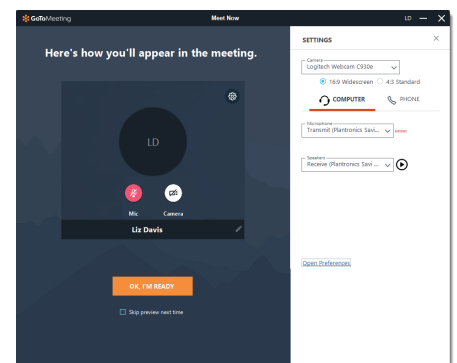 GoToMeeting
Meet Now
LD
Here's how you'll appear in the meeting.
LD
Mic
Camera
Liz Davis
OK, I'M READY
Skip preview next time
SETTINGS
Camera
Logitech Webcam C930e
16:9 Widescreen
4:3 Standard
COMPUTER
PHONE
Microphone
Transmit (Plantronics Savi...
Speakers
Receive (Plantronics Savi ...
Open Preferences